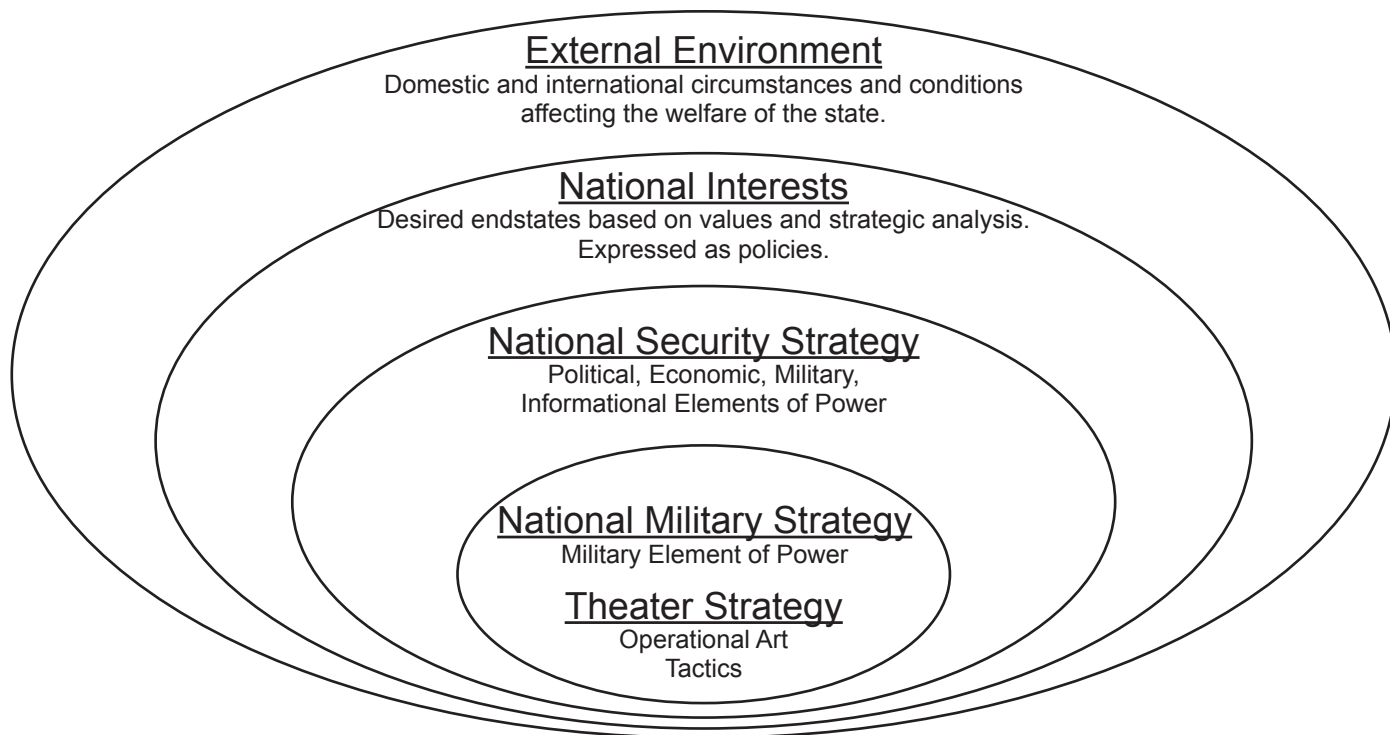 External Environment
Domestic and international circumstances and conditions
affecting the welfare of the state.
National Interests
Desired endstates based on values and strategic analysis.
Expressed as policies.
National Security Strategy
Political, Economic, Military,
Informational Elements of Power
National Military Strategy
Military Element of Power
Theater Strategy
Operational Art
Tactics